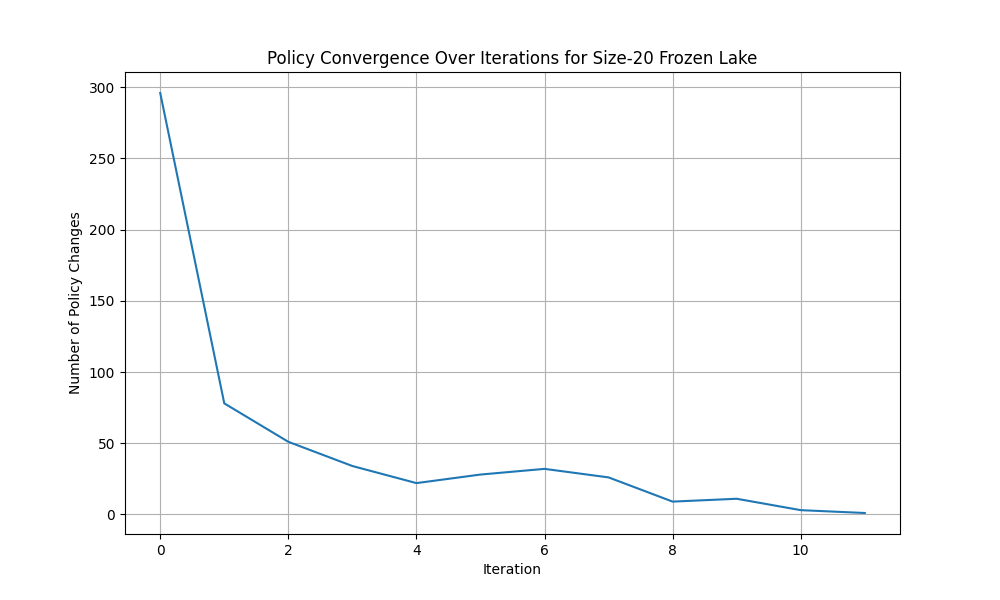 Policy Convergence Over Iterations for Size-20 Frozen Lake
Number of Policy Changes
300
250
200
150
100
50
0
0 2 4 6 8 10
Iteration